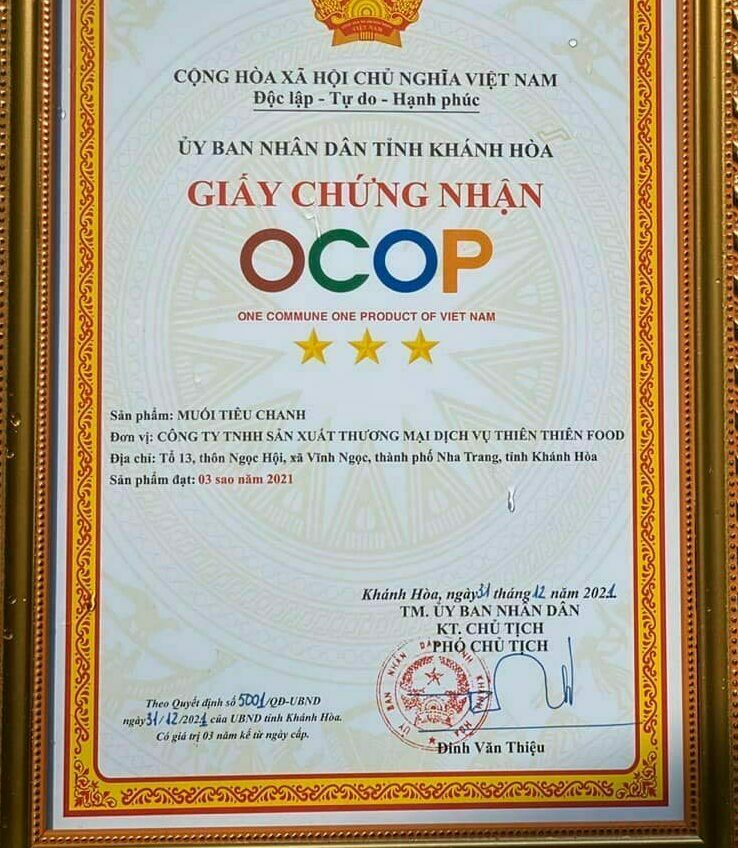 VIỆT NAM
CỘNG HÒA XÃ HỘI CHỦ NGHĨA VIỆT NAM
Độc lập - Tự do - Hạnh phúc
ỦY BAN NHÂN DÂN TỈNH KHÁNH HÒA
GIẤY CHỨNG NHẬN
OCOP
ONE COMMUNE ONE PRODUCT OF VIET NAM
Sản phẩm: MUỐI TIÊU CHANH
Đơn vị: CÔNG TY TNHH SẢN XUẤT THƯƠNG MẠI DỊCH VỤ THIÊN THIÊN FOOD
Địa chỉ: Tổ 13, thôn Ngọc Hội, xã Vĩnh Ngọc, thành phố Nha Trang, tỉnh Khánh Hòa
Sản phẩm đạt: 03 sao năm 2021
Khánh Hòa, ngày 31 tháng 12 năm 2021
TM. ỦY BAN NHÂN DÂN
KT. CHỦ TỊCH
PHÓ CHỦ TỊCH
Theo Quyết định số 5001/QĐ-UBND
ngày 31/12/2021 của UBND tỉnh Khánh Hòa.
Có giá trị 03 năm kể từ ngày cấp.
Đinh Văn Thiệu